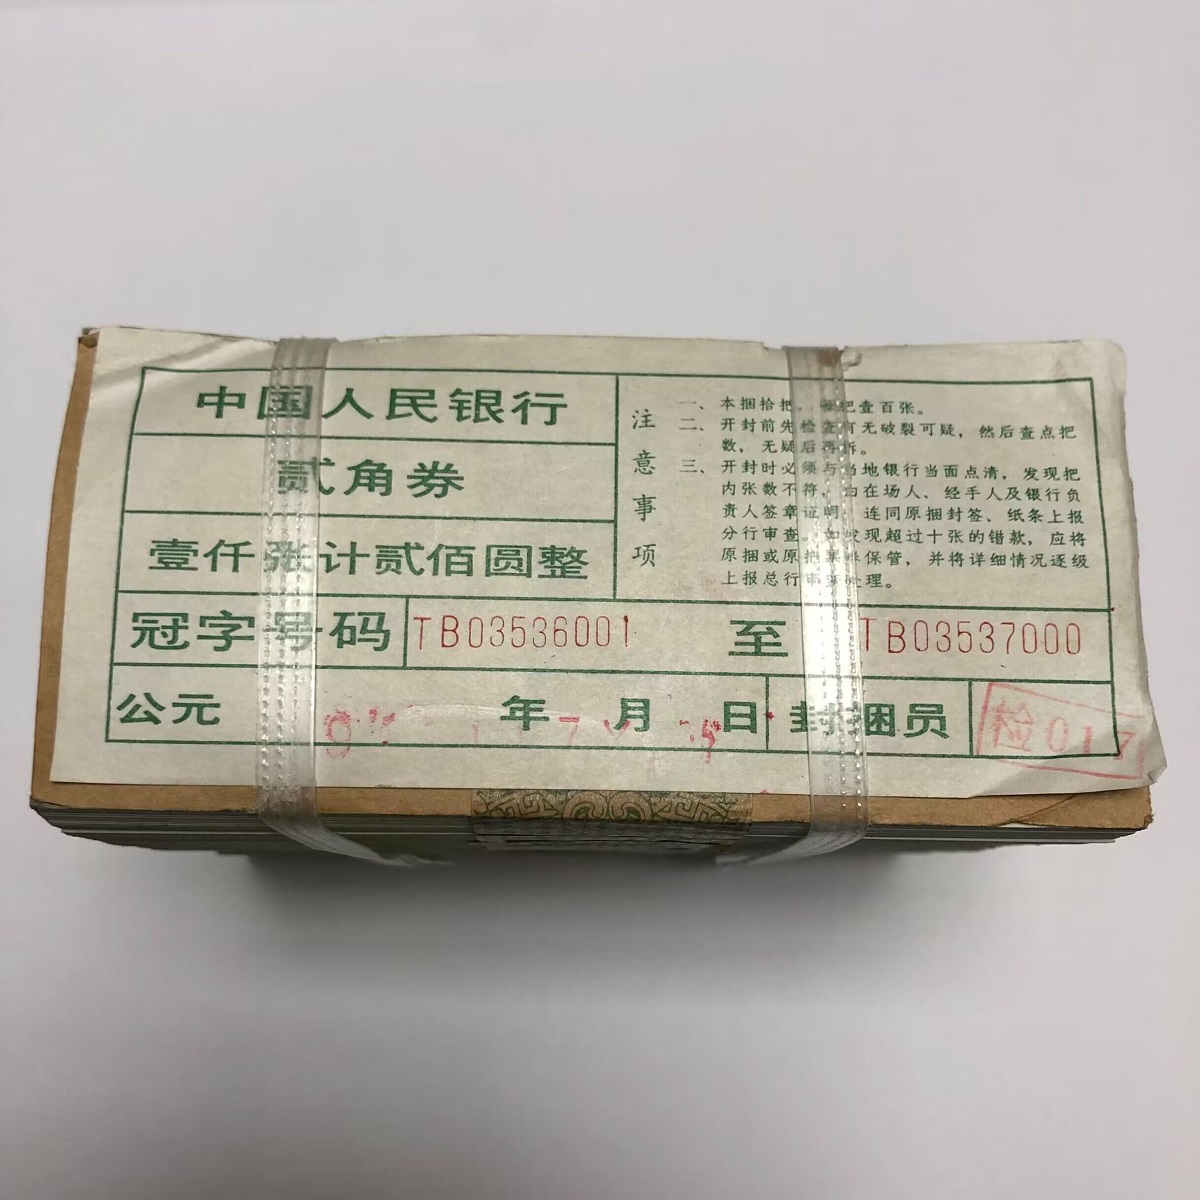 中国人民银行
贰角券
壹仟张计贰佰圆整
注意事项
一、本捆拾把，每把壹百张。
二、开封前先检查有无破裂可疑，然后查点把
数，无疑后再拆。
三、开封时必须与当地银行当面点清，发现把
内张数不符，由在场人、经手人及银行负
责人签章证明，连同原捆封签、纸条上报
分行审查。如发现超过十张的错款，应将
原捆或原把票券保管，并将详细情况逐级
上报总行审查处理。
冠字号码 TB03536001 至 TB03537000
公元 年 月 日 封捆员 检017